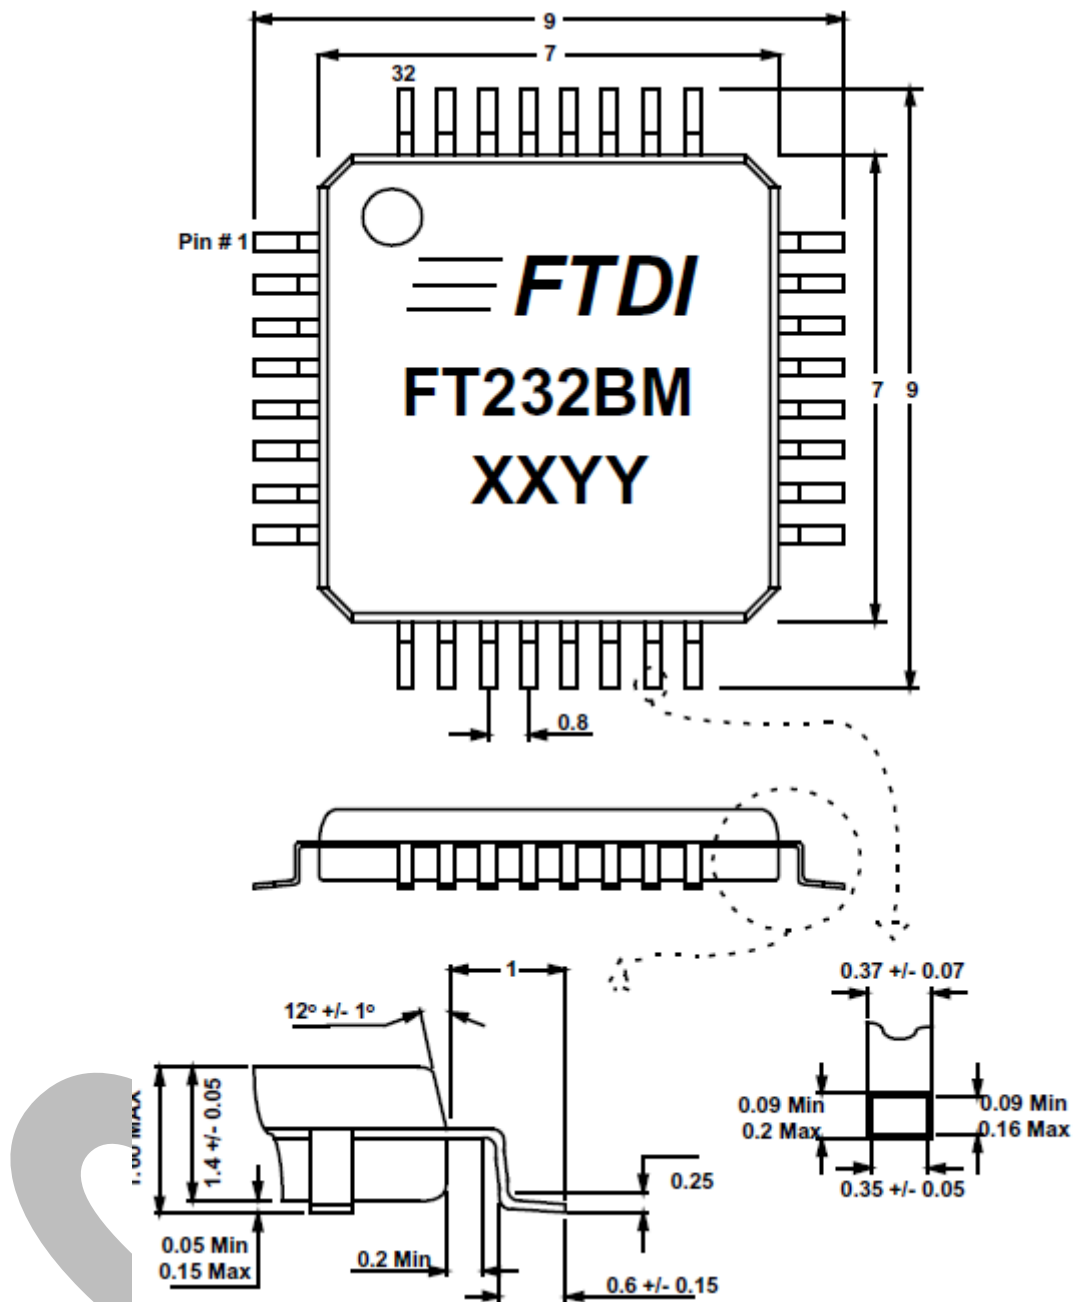 9
7
32
Pin # 1
FTDI
FT232BM
XXYY
7
9
0.8
1
0.37 +/- 0.07
12° +/- 1°
1.4 +/- 0.05
MAX
0.09 Min
0.2 Max
0.09 Min
0.16 Max
0.25
0.35 +/- 0.05
0.05 Min
0.15 Max
0.2 Min
0.6 +/- 0.15